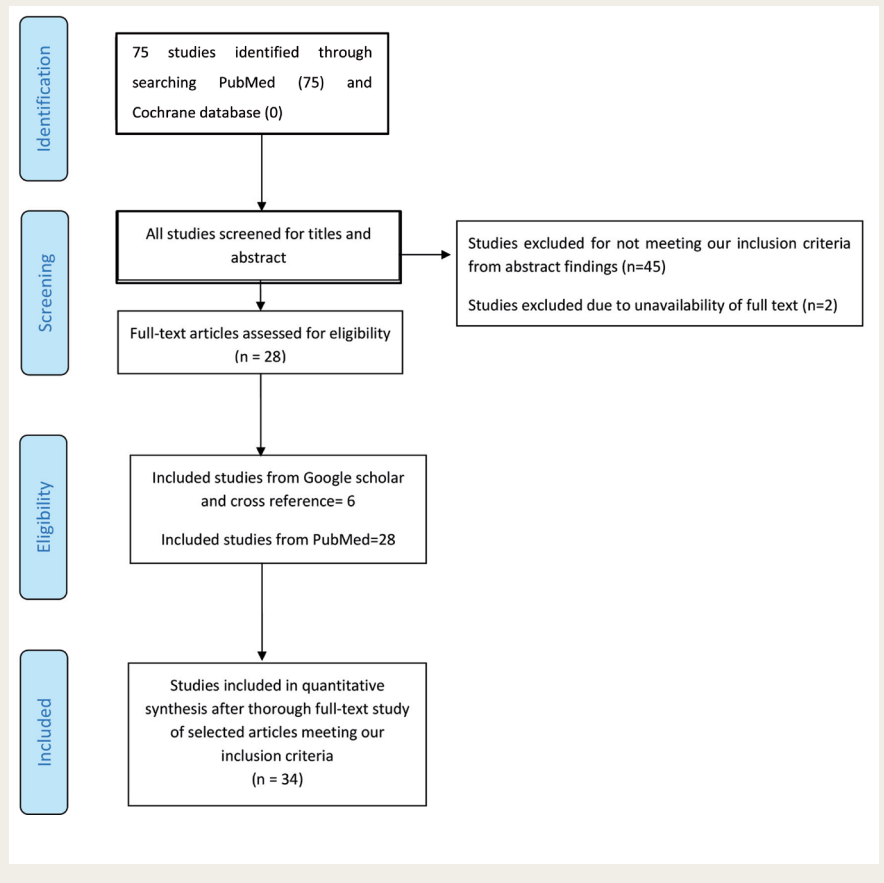 Identification
75 studies identified through
searching PubMed (75) and
Cochrane database (0)
Screening
All studies screened for titles and
abstract
Studies excluded for not meeting our inclusion criteria
from abstract findings (n=45)
Studies excluded due to unavailability of full text (n=2)
Full-text articles assessed for eligibility
(n = 28)
Eligibility
Included studies from Google scholar
and cross reference= 6
Included studies from PubMed=28
Included
Studies included in quantitative
synthesis after thorough full-text study
of selected articles meeting our
inclusion criteria
(n = 34)